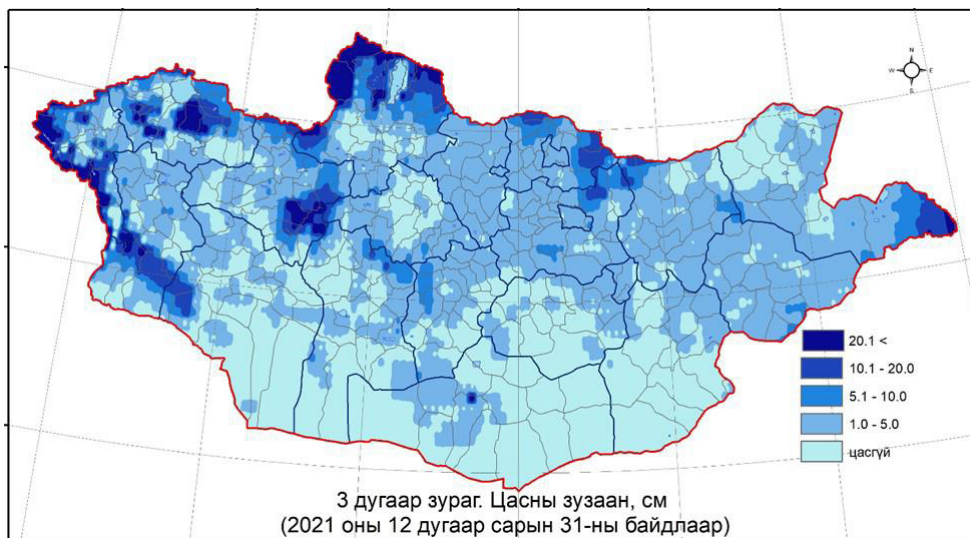 N
W E
S
20.1 <
10.1 - 20.0
5.1 - 10.0
1.0 - 5.0
цасгүй
3 дугаар зураг. Цасны зузаан, см
(2021 оны 12 дугаар сарын 31-ны байдлаар)